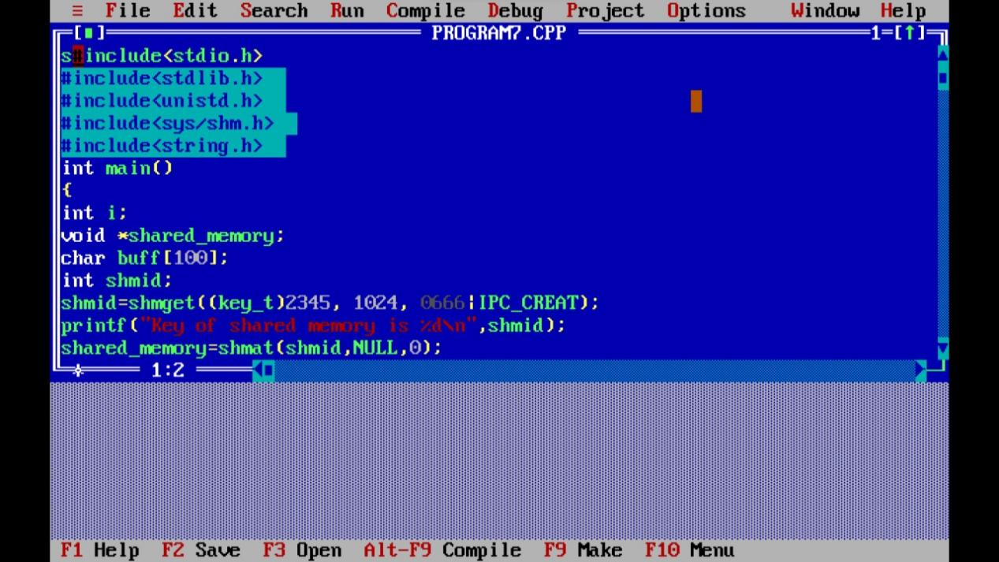 ≡ File Edit Search Run Compile Debug Project Options Window Help
[■] PROGRAM7.CPP 1=[↑]
s#include<stdio.h>
#include<stdlib.h>
#include<unistd.h>
#include<sys/shm.h>
#include<string.h>
int main()
{
int i;
void *shared_memory;
char buff[100];
int shmid;
shmid=shmget((key_t)2345, 1024, 0666|IPC_CREAT);
printf("Key of shared memory is %d\n",shmid);
shared_memory=shmat(shmid,NULL,0);
1:2
F1 Help F2 Save F3 Open Alt-F9 Compile F9 Make F10 Menu